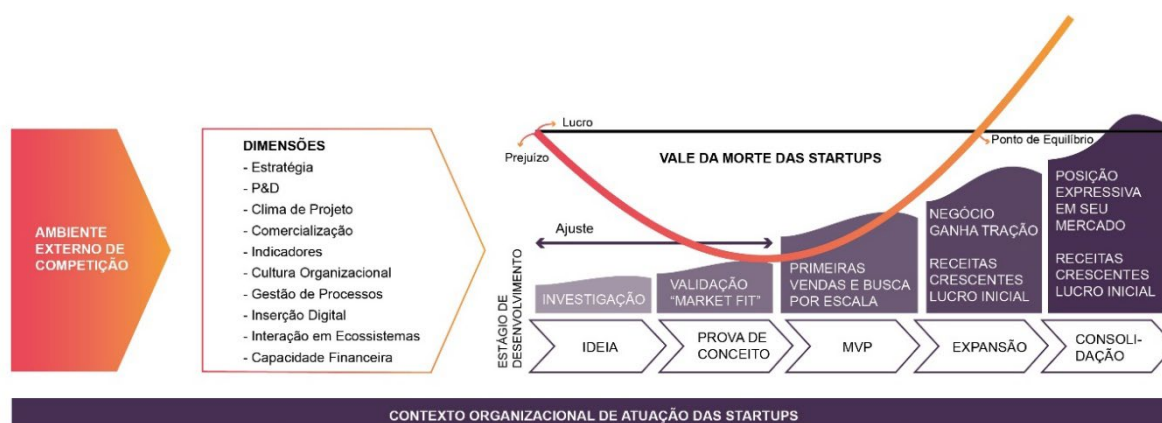 AMBIENTE
EXTERNO DE
COMPETIÇÃO
DIMENSÕES
- Estratégia
- P&D
- Clima de Projeto
- Comercialização
- Indicadores
- Cultura Organizacional
- Gestão de Processos
- Inserção Digital
- Interação em Ecossistemas
- Capacidade Financeira
Lucro
Prejuízo
VALE DA MORTE DAS STARTUPS
Ponto de Equilíbrio
Ajuste
ESTÁGIO DE
DESENVOLVIMENTO
INVESTIGAÇÃO
VALIDAÇÃO
“MARKET FIT”
PRIMEIRAS
VENDAS E BUSCA
POR ESCALA
NEGÓCIO
GANHA TRAÇÃO
RECEITAS
CRESCENTES
LUCRO INICIAL
POSIÇÃO
EXPRESSIVA
EM SEU
MERCADO
RECEITAS
CRESCENTES
LUCRO INICIAL
IDEIA
PROVA DE
CONCEITO
MVP
EXPANSÃO
CONSOLI-
DAÇÃO
CONTEXTO ORGANIZACIONAL DE ATUAÇÃO DAS STARTUPS